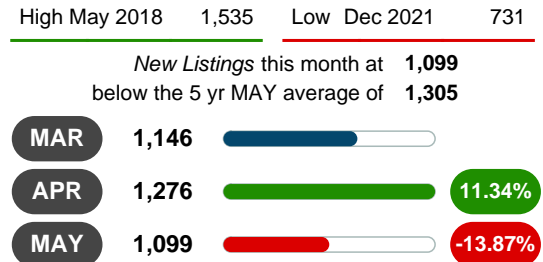 High May 2018 1,535 Low Dec 2021 731
New Listings this month at 1,099
below the 5 yr MAY average of 1,305
MAR 1,146
APR 1,276 11.34%
MAY 1,099 -13.87%